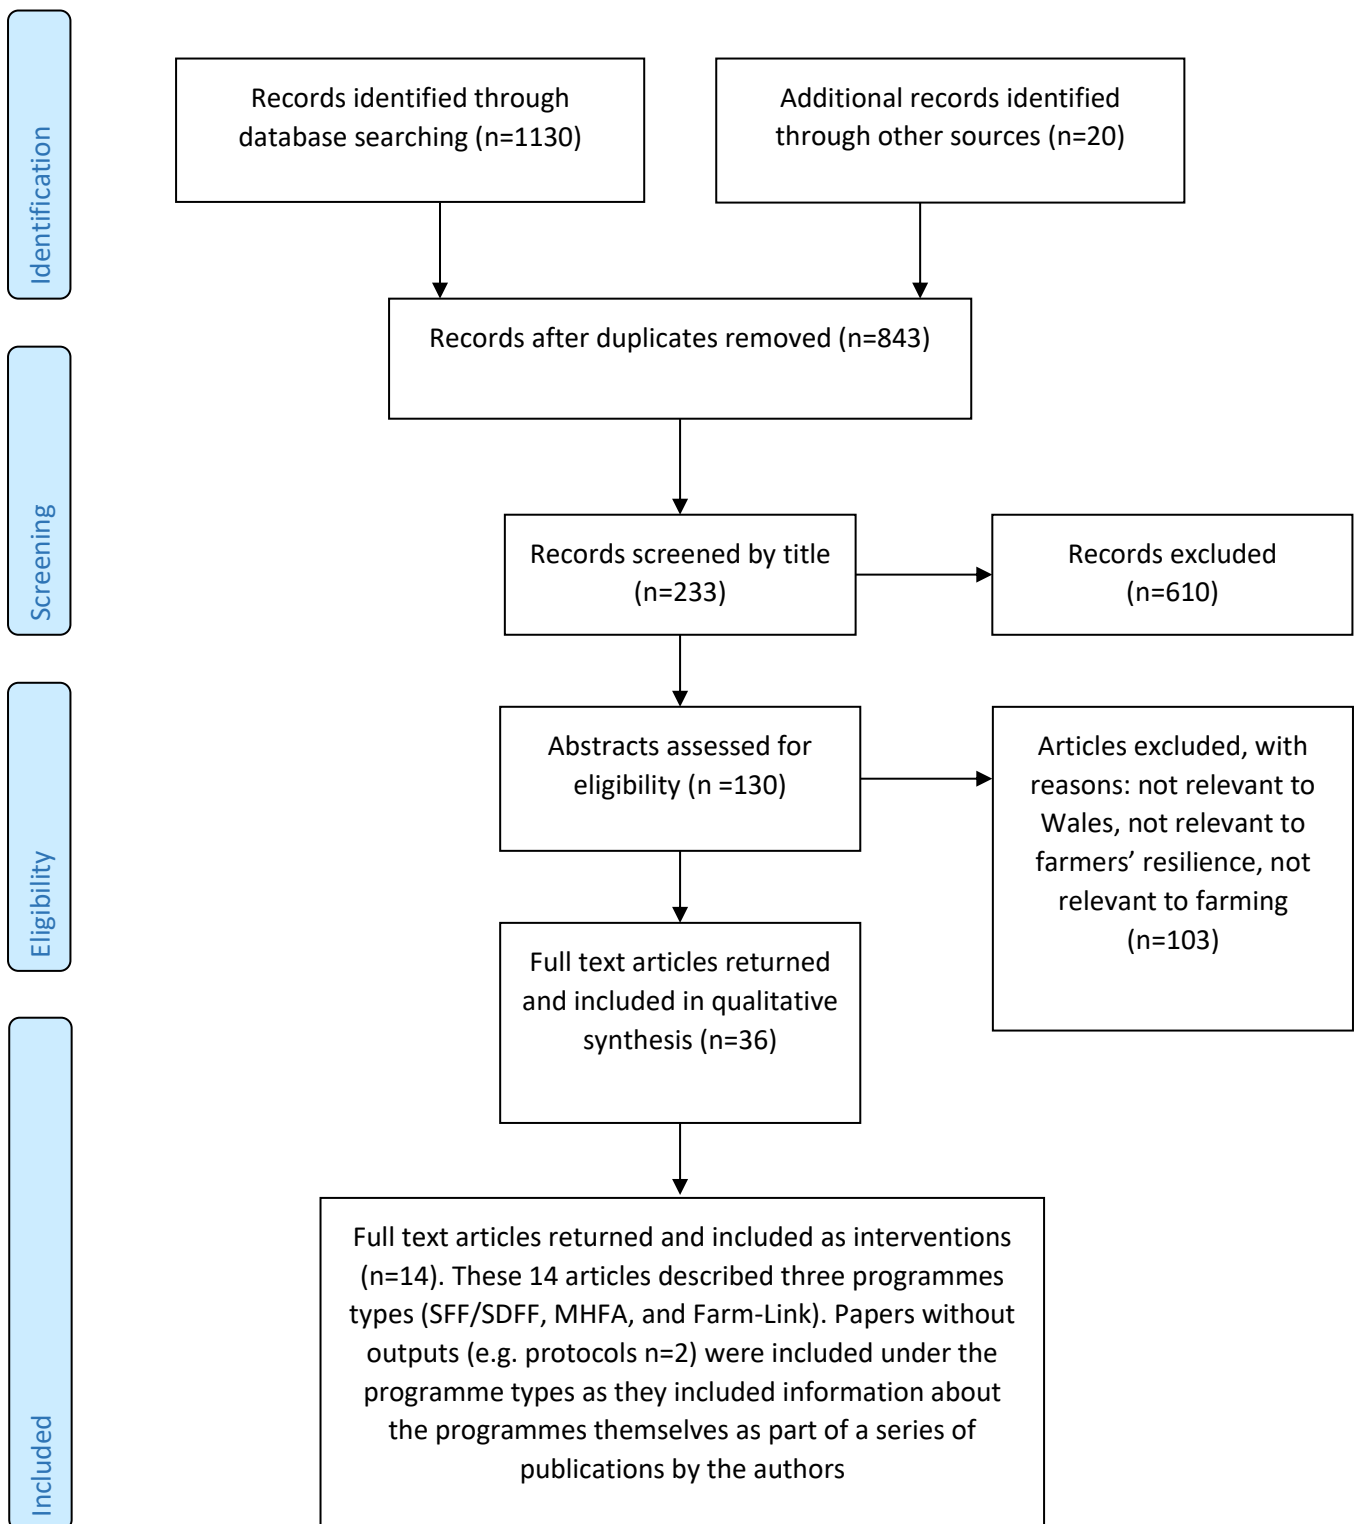 Identification
Records identified through
database searching (n=1130)
Additional records identified
through other sources (n=20)
Records after duplicates removed (n=843)
Screening
Records screened by title
(n=233)
Records excluded
(n=610)
Eligibility
Abstracts assessed for
eligibility (n =130)
Articles excluded, with
reasons: not relevant to
Wales, not relevant to
farmers’ resilience, not
relevant to farming
(n=103)
Full text articles returned
and included in qualitative
synthesis (n=36)
Included
Full text articles returned and included as interventions
(n=14). These 14 articles described three programmes
types (SFF/SDFF, MHFA, and Farm-Link). Papers without
outputs (e.g. protocols n=2) were included under the
programme types as they included information about
the programmes themselves as part of a series of
publications by the authors